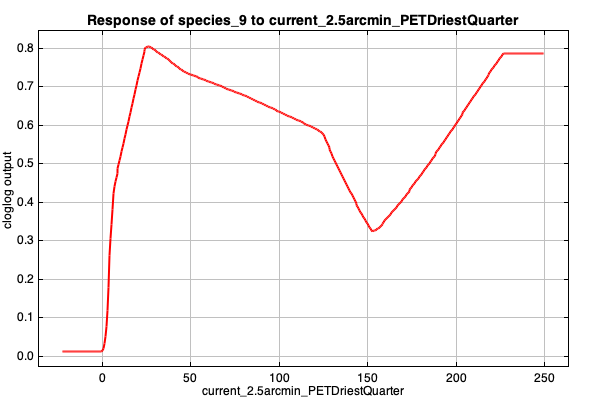 Response of species_9 to current_2.5arcmin_PETDriestQuarter
cloglog output
0.8
0.7
0.6
0.5
0.4
0.3
0.2
0.1
0.0
0 50 100 150 200 250
current_2.5arcmin_PETDriestQuarter